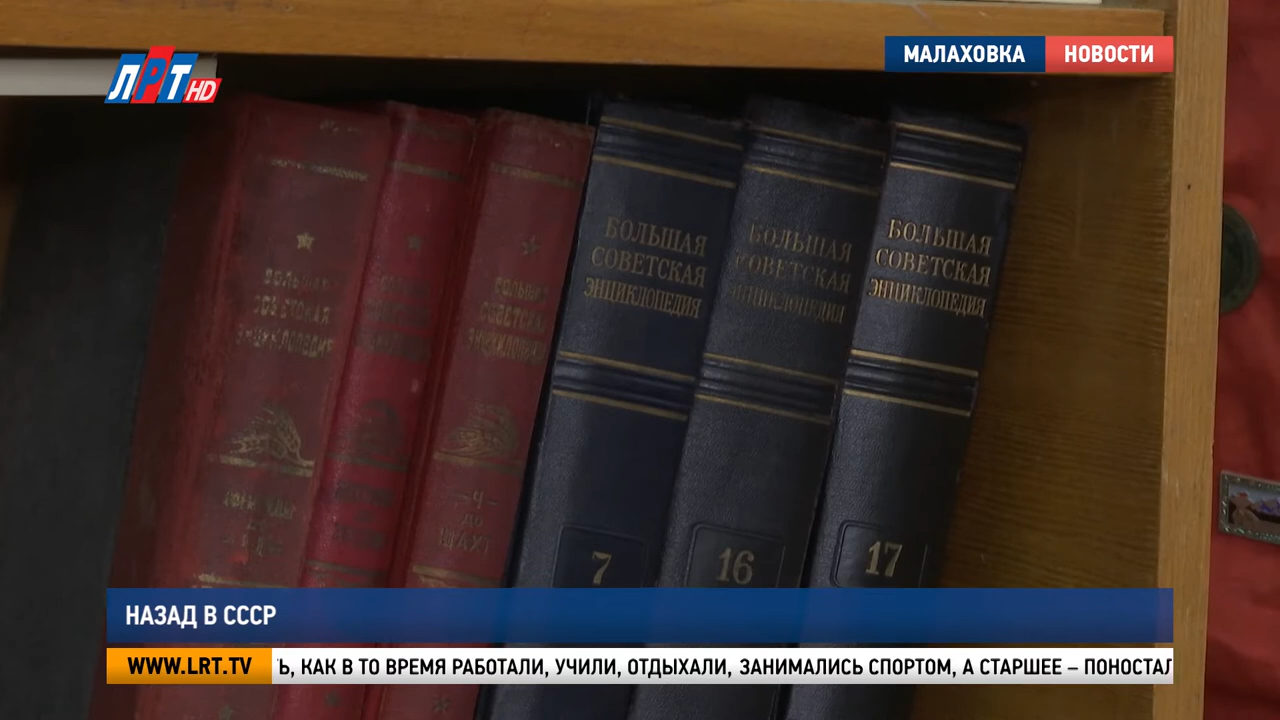 ЛРТ HD
МАЛАХОВКА НОВОСТИ
БОЛЬШАЯ
СОВЕТСКАЯ
ЭНЦИКЛОПЕДИЯ
7
БОЛЬШАЯ
СОВЕТСКАЯ
ЭНЦИКЛОПЕДИЯ
16
БОЛЬШАЯ
СОВЕТСКАЯ
ЭНЦИКЛОПЕДИЯ
17
НАЗАД В СССР
WWW.LRT.TV Ь, КАК В ТО ВРЕМЯ РАБОТАЛИ, УЧИЛИ, ОТДЫХАЛИ, ЗАНИМАЛИСЬ СПОРТОМ, А СТАРШЕЕ – ПОНОСТАЛ